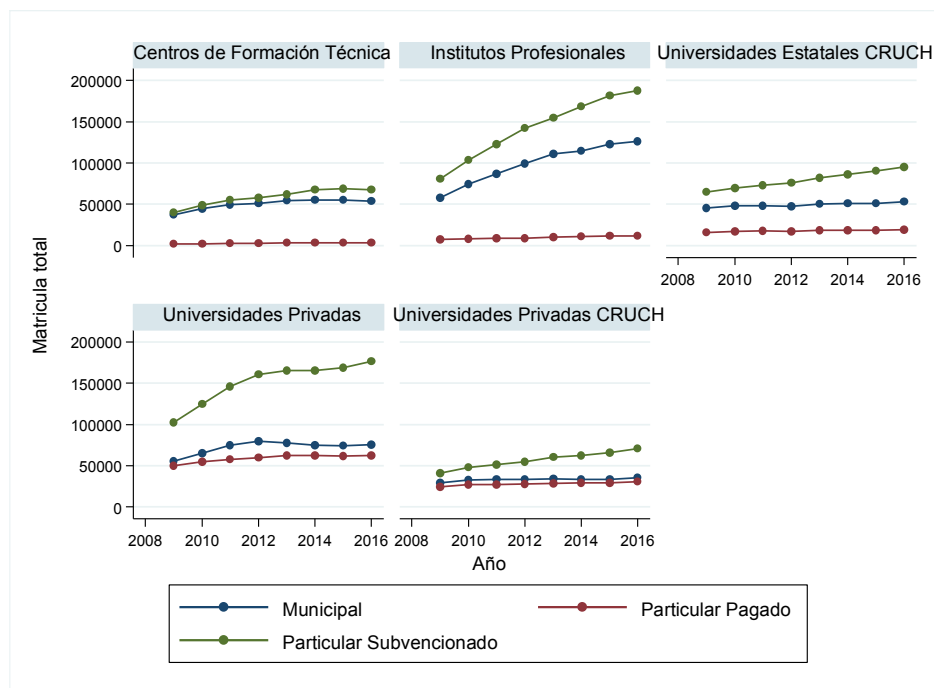 Centros de Formación Técnica
Institutos Profesionales
Universidades Estatales CRUCH
200000
150000
100000
50000
0
2008 2010 2012 2014 2016
Matricula total
Universidades Privadas
Universidades Privadas CRUCH
200000
150000
100000
50000
0
2008 2010 2012 2014 2016
2008 2010 2012 2014 2016
Año
Municipal
Particular Pagado
Particular Subvencionado